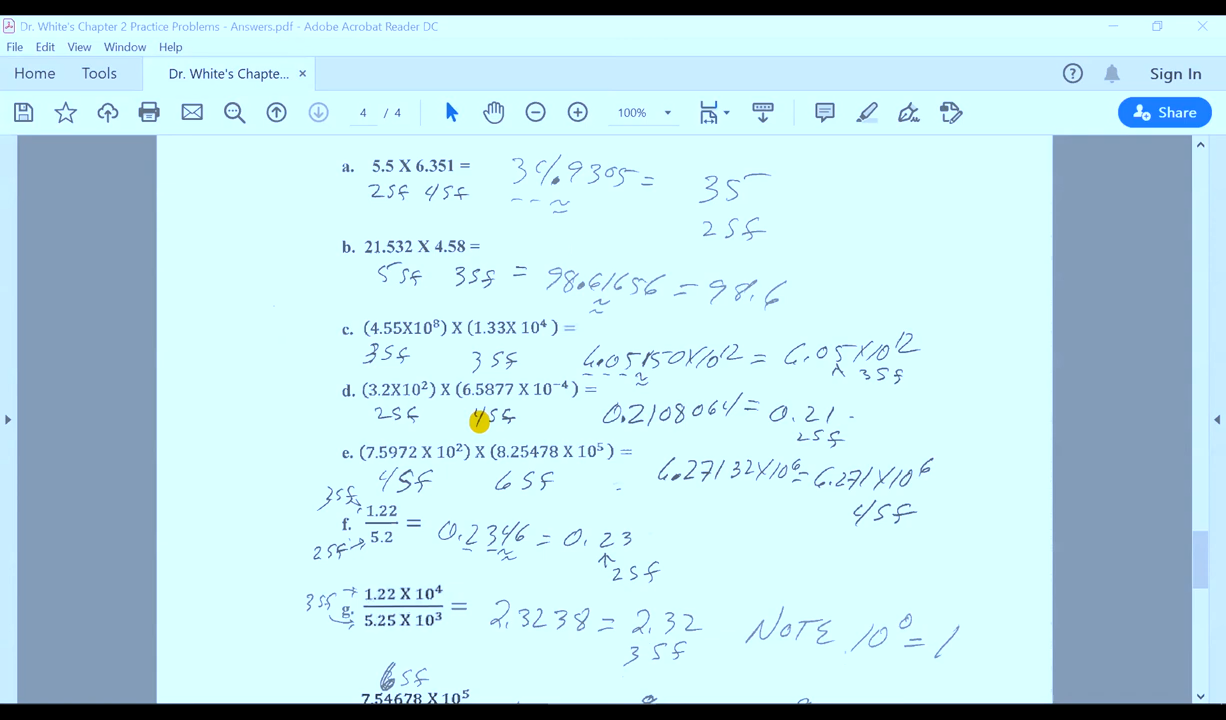 Dr. White's Chapter 2 Practice Problems - Answers.pdf - Adobe Acrobat Reader DC
File Edit View Window Help
Home Tools Dr. White's Chapte... × Sign In
4 / 4 100% Share
a. 5.5 X 6.351 = 34.9305 = 35
2sf 4sf 2sf
b. 21.532 X 4.58 =
5sf 3sf = 98.61656 = 98.6
c. (4.55X10⁸) X (1.33X 10⁴ ) =
3sf 3sf 6.05150X10¹² = 6.05X10¹²
3sf
d. (3.2X10²) X (6.5877 X 10⁻⁴ ) =
2sf 4sf 0.2108064 = 0.21
2sf
e. (7.5972 X 10²) X (8.25478 X 10⁵ ) =
4sf 6sf 6.27132X10⁶ = 6.271X10⁶
4sf
3sf
f. 1.22 / 5.2 = 0.2346 = 0.23
2sf 2sf
3sf g. 1.22 X 10⁴ / 5.25 X 10³ = 2.3238 = 2.32 NOTE 10⁰ = 1
3sf
6sf
7.54678 X 10⁵